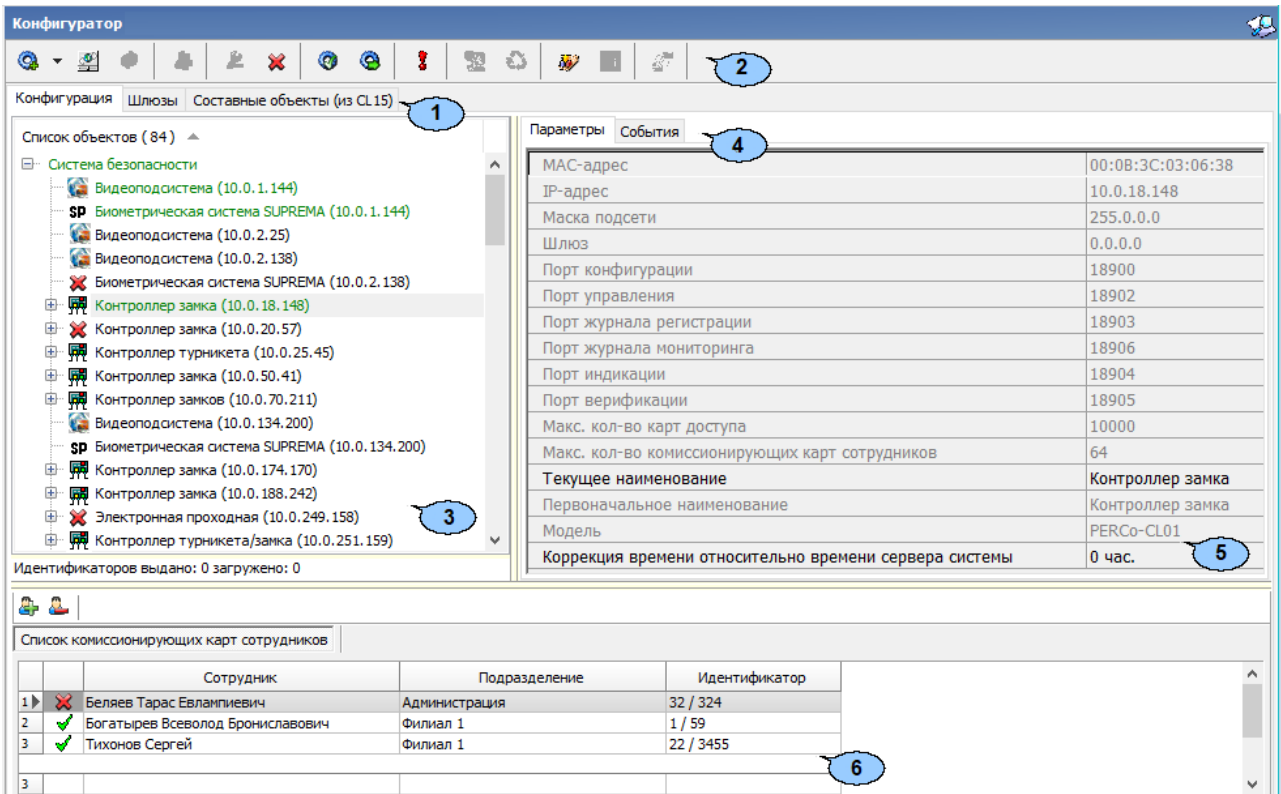 Конфигуратор
2
Конфигурация Шлюзы Составные объекты (из CL15)
1
Список объектов (84)
Система безопасности
Видеоподсистема (10.0.1.144)
SP Биометрическая система SUPREMA (10.0.1.144)
Видеоподсистема (10.0.2.25)
Видеоподсистема (10.0.2.138)
Биометрическая система SUPREMA (10.0.2.138)
Контроллер замка (10.0.18.148)
Контроллер замка (10.0.20.57)
Контроллер турникета (10.0.25.45)
Контроллер замка (10.0.50.41)
Контроллер замков (10.0.70.211)
Видеоподсистема (10.0.134.200)
SP Биометрическая система SUPREMA (10.0.134.200)
Контроллер замка (10.0.174.170)
Контроллер замка (10.0.188.242)
Электронная проходная (10.0.249.158)
Контроллер турникета/замка (10.0.251.159)
3
Идентификаторов выдано: 0 загружено: 0
Параметры События
4
MAC-адрес 00:0B:3C:03:06:38
IP-адрес 10.0.18.148
Маска подсети 255.0.0.0
Шлюз 0.0.0.0
Порт конфигурации 18900
Порт управления 18902
Порт журнала регистрации 18903
Порт журнала мониторинга 18906
Порт индикации 18904
Порт верификации 18905
Макс. кол-во карт доступа 10000
Макс. кол-во комиссионирующих карт сотрудников 64
Текущее наименование Контроллер замка
Первоначальное наименование Контроллер замка
Модель PERCo-CL01
Коррекция времени относительно времени сервера системы 0 час.
5
Список комиссионирующих карт сотрудников
Сотрудник Подразделение Идентификатор
1 Беляев Тарас Евлампиевич Администрация 32 / 324
2 Богатырев Всеволод Брониславович Филиал 1 1 / 59
3 Тихонов Сергей Филиал 1 22 / 3455
6
3